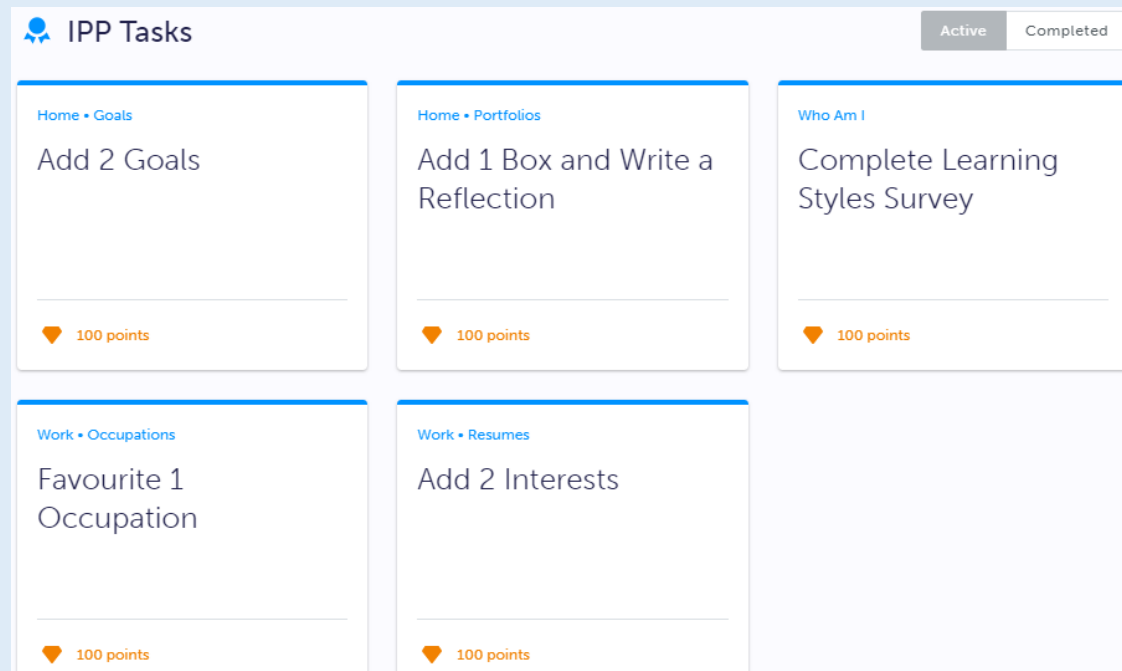 IPP Tasks
Active
Completed
Home • Goals
Add 2 Goals
100 points
Home • Portfolios
Add 1 Box and Write a
Reflection
100 points
Who Am I
Complete Learning
Styles Survey
100 points
Work • Occupations
Favourite 1
Occupation
100 points
Work • Resumes
Add 2 Interests
100 points